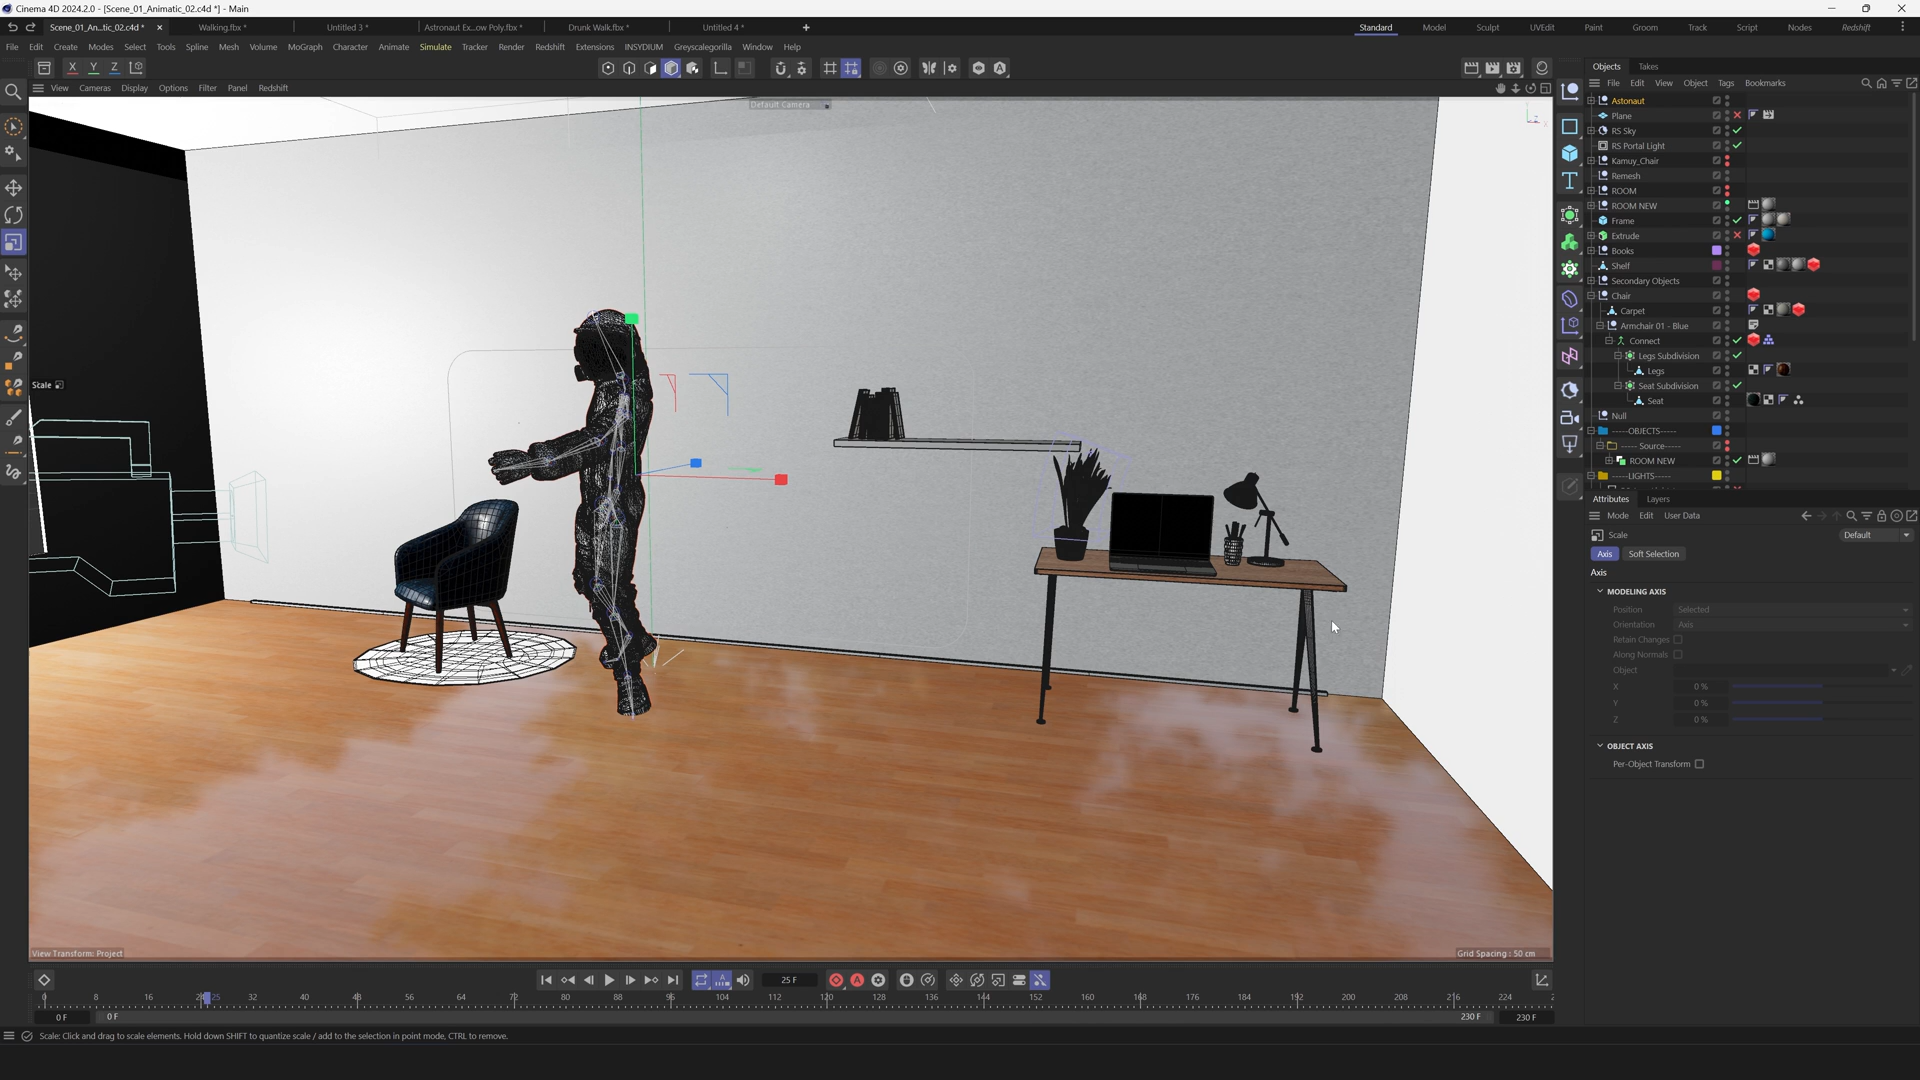 Cinema 4D 2024.2.0 - [Scene_01_Animatic_02.c4d *] - Main
Scene_01_An...tic_02.c4d *
Walking.fbx *
Untitled 3 *
Astronaut Ex...ow Poly.fbx *
Drunk Walk.fbx *
Untitled 4 *
Standard
Model
Sculpt
UVEdit
Paint
Groom
Track
Script
Nodes
Redshift
File Edit Create Modes Select Tools Spline Mesh Volume MoGraph Character Animate Simulate Tracker Render Redshift Extensions INSYDIUM Greyscalegorilla Window Help
X Y Z
View Cameras Display Options Filter Panel Redshift
Default Camera
Scale
View Transform: Project
Grid Spacing : 50 cm
Objects Takes
File Edit View Object Tags Bookmarks
Astonaut
Plane
RS Sky
RS Portal Light
Kamuy_Chair
Remesh
ROOM
ROOM NEW
Frame
Extrude
Books
Shelf
Secondary Objects
Chair
Carpet
Armchair 01 - Blue
Connect
Legs Subdivision
Legs
Seat Subdivision
Seat
Null
-----OBJECTS-----
----- Source-----
ROOM NEW
-----LIGHTS-----
Attributes Layers
Mode Edit User Data
Scale
Default
Axis Soft Selection
Axis
MODELING AXIS
Position Selected
Orientation Axis
Retain Changes
Along Normals
Object
X 0 %
Y 0 %
Z 0 %
OBJECT AXIS
Per-Object Transform
25 F
0 8 16 24 25 32 40 48 56 64 72 80 88 96 104 112 120 128 136 144 152 160 168 176 184 192 200 208 216 224 2
0 F 0 F 230 F 230 F
Scale: Click and drag to scale elements. Hold down SHIFT to quantize scale / add to the selection in point mode, CTRL to remove.